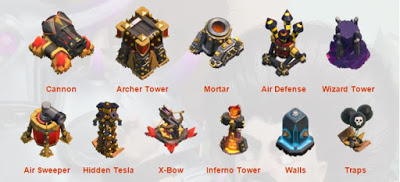 Cannon
Archer Tower
Mortar
Air Defense
Wizard Tower
Air Sweeper
Hidden Tesla
X-Bow
Inferno Tower
Walls
Traps